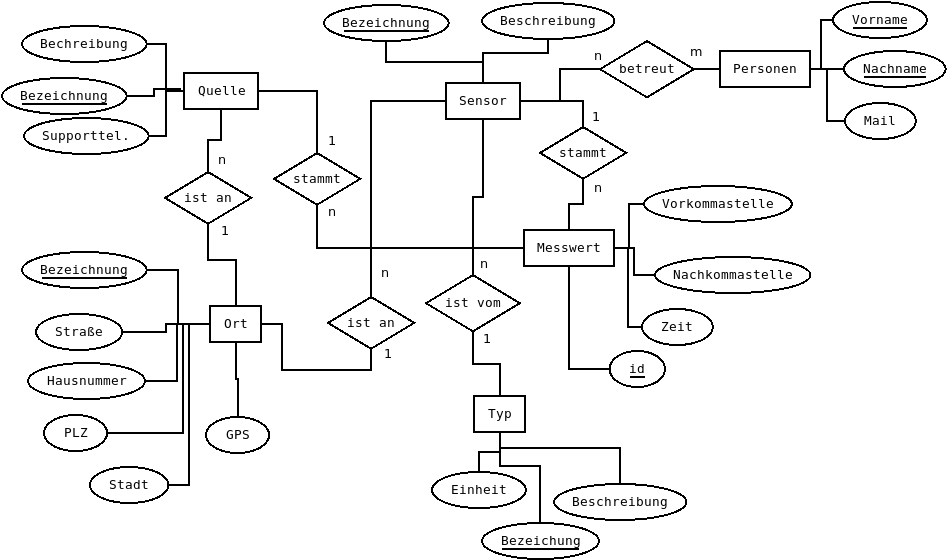 Bezeichnung
Beschreibung
Vorname
Bechreibung
n
m
betreut
Personen
Nachname
Quelle
Bezeichnung
Sensor
1
Mail
Supporttel.
1
stammt
n
stammt
n
ist an
n
Vorkommastelle
1
Messwert
Bezeichnung
n
n
Nachkommastelle
ist vom
Straße
Ort
ist an
Zeit
1
1
id
Hausnummer
Typ
PLZ
GPS
Stadt
Einheit
Beschreibung
Bezeichung